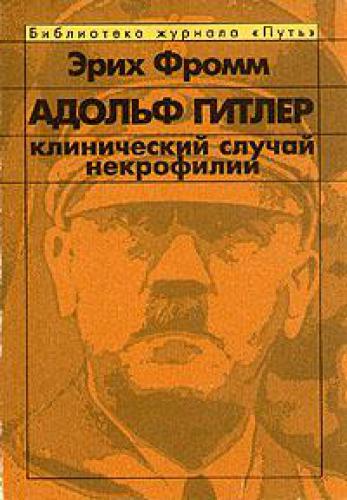 Библиотека журнала «Путь»
Эрих Фромм
АДОЛЬФ ГИТЛЕР
клинический случай
некрофилии